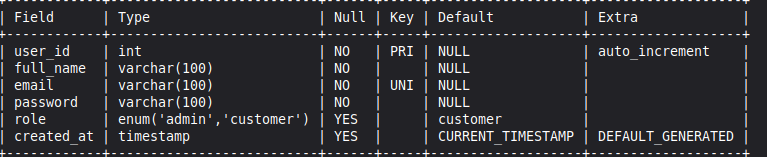 +------------+--------------------------+------+-----+-------------------+-------------------+
| Field      | Type                     | Null | Key | Default           | Extra             |
+------------+--------------------------+------+-----+-------------------+-------------------+
| user_id    | int                      | NO   | PRI | NULL              | auto_increment    |
| full_name  | varchar(100)             | NO   |     | NULL              |                   |
| email      | varchar(100)             | NO   | UNI | NULL              |                   |
| password   | varchar(100)             | NO   |     | NULL              |                   |
| role       | enum('admin','customer') | YES  |     | customer          |                   |
| created_at | timestamp                | YES  |     | CURRENT_TIMESTAMP | DEFAULT_GENERATED |
+------------+--------------------------+------+-----+-------------------+-------------------+